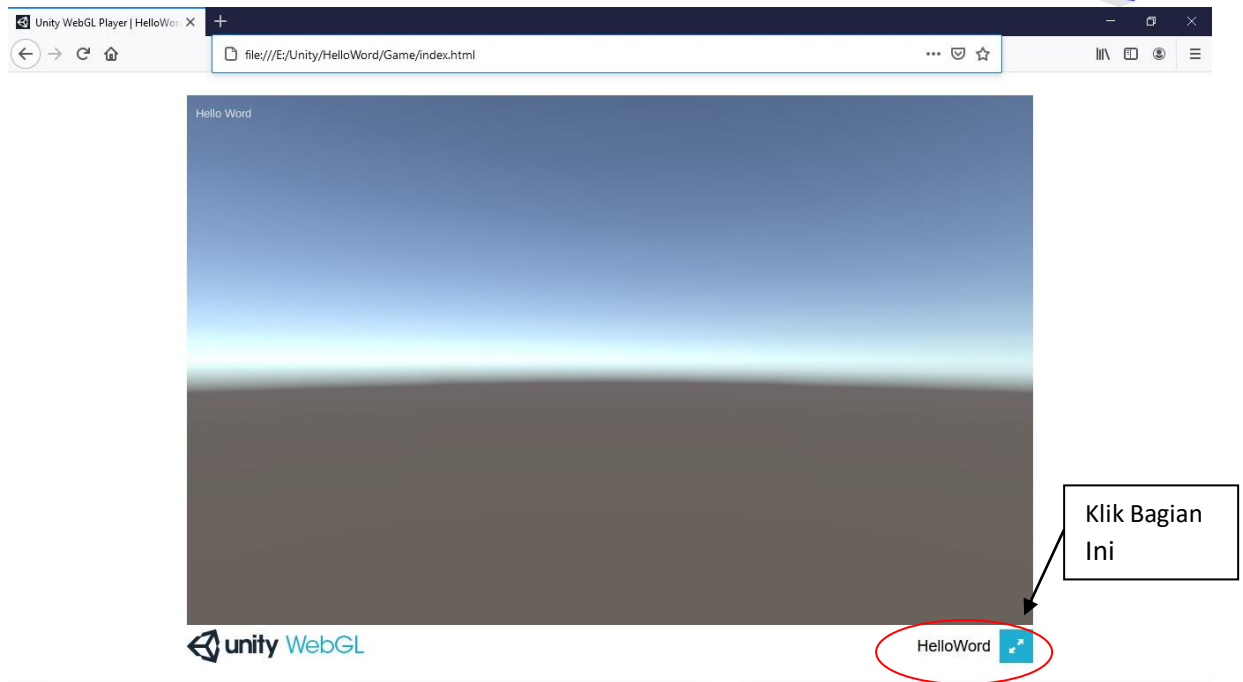 Unity WebGL Player | HelloWor
file:///E:/Unity/HelloWord/Game/index.html
Hello Word
Klik Bagian
Ini
unity WebGL
HelloWord